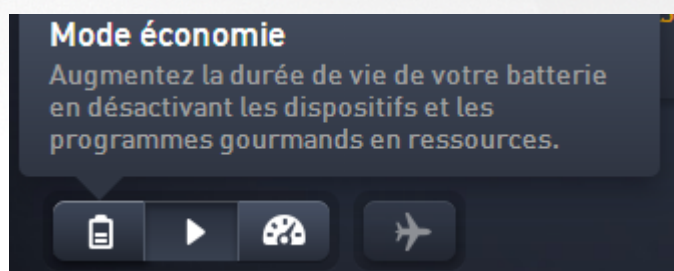 Mode économie
Augmentez la durée de vie de votre batterie
en désactivant les dispositifs et les
programmes gourmands en ressources.